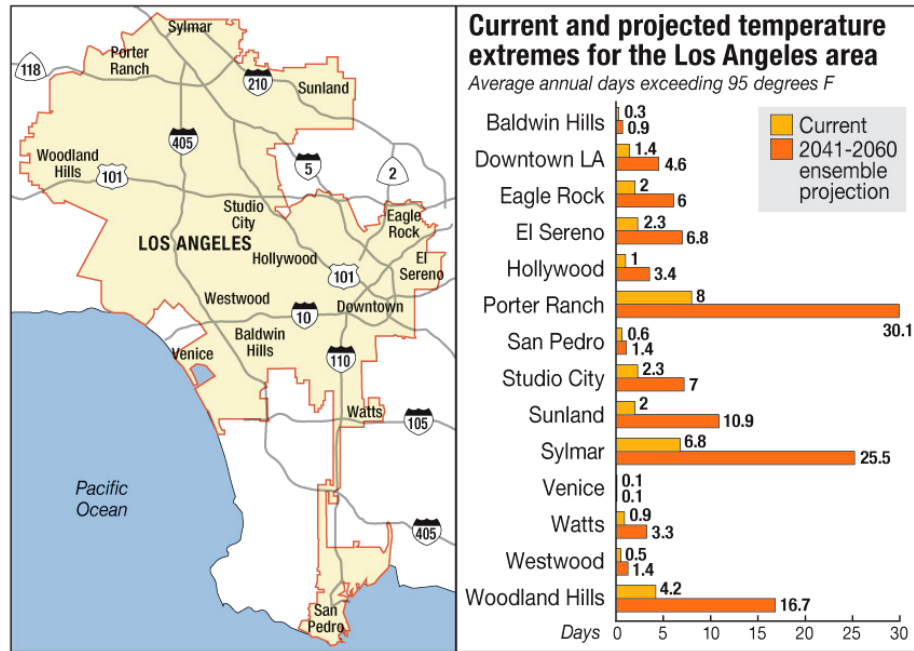 Sylmar
Porter
Ranch
118
210
Sunland
405
5
2
Woodland
Hills
101
Studio
City
Eagle
Rock
LOS ANGELES
El
Sereno
Hollywood
101
Westwood
10
Downtown
Baldwin
Hills
Venice
110
Watts
105
Pacific
Ocean
405
San
Pedro
Current and projected temperature
extremes for the Los Angeles area
Average annual days exceeding 95 degrees F
Current
2041-2060
ensemble
projection
Baldwin Hills 0.3
0.9
Downtown LA 1.4
4.6
Eagle Rock 2
6
El Sereno 2.3
6.8
Hollywood 1
3.4
Porter Ranch 8
30.1
San Pedro 0.6
1.4
Studio City 2.3
7
Sunland 2
10.9
Sylmar 6.8
25.5
Venice 0.1
0.1
Watts 0.9
3.3
Westwood 0.5
1.4
Woodland Hills 4.2
16.7
Days 0 5 10 15 20 25 30